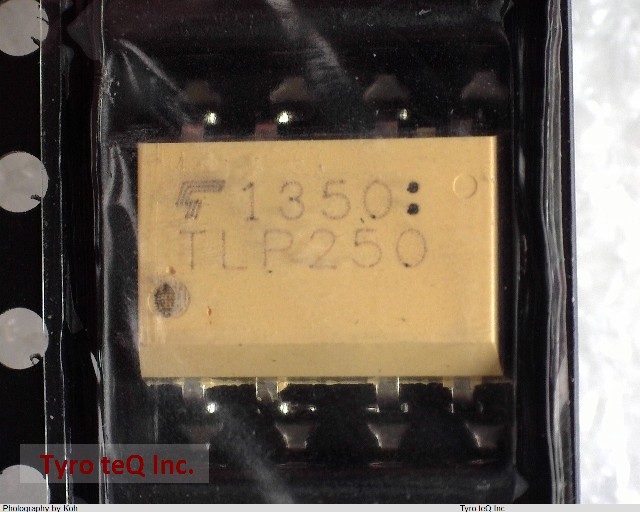 1350:
TLP250
Tyro teQ Inc.
Photography by Koh
Tyro teQ Inc